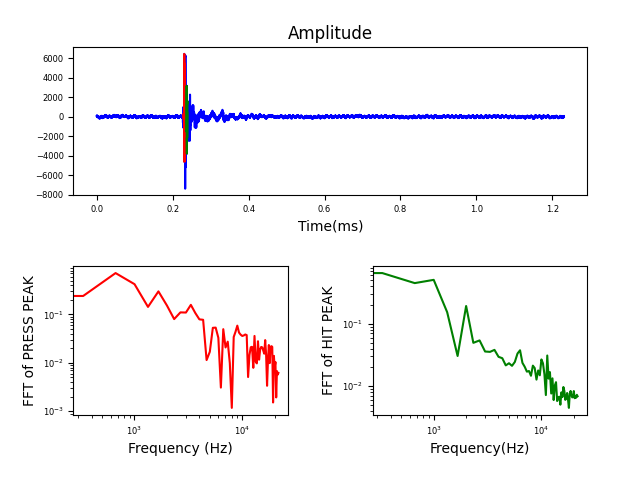 Amplitude
6000
4000
2000
0
−2000
−4000
−6000
−8000
0.0 0.2 0.4 0.6 0.8 1.0 1.2
Time(ms)
FFT of PRESS PEAK
10⁻¹
10⁻²
10⁻³
10³ 10⁴
Frequency (Hz)
FFT of HIT PEAK
10⁻¹
10⁻²
10³ 10⁴
Frequency(Hz)